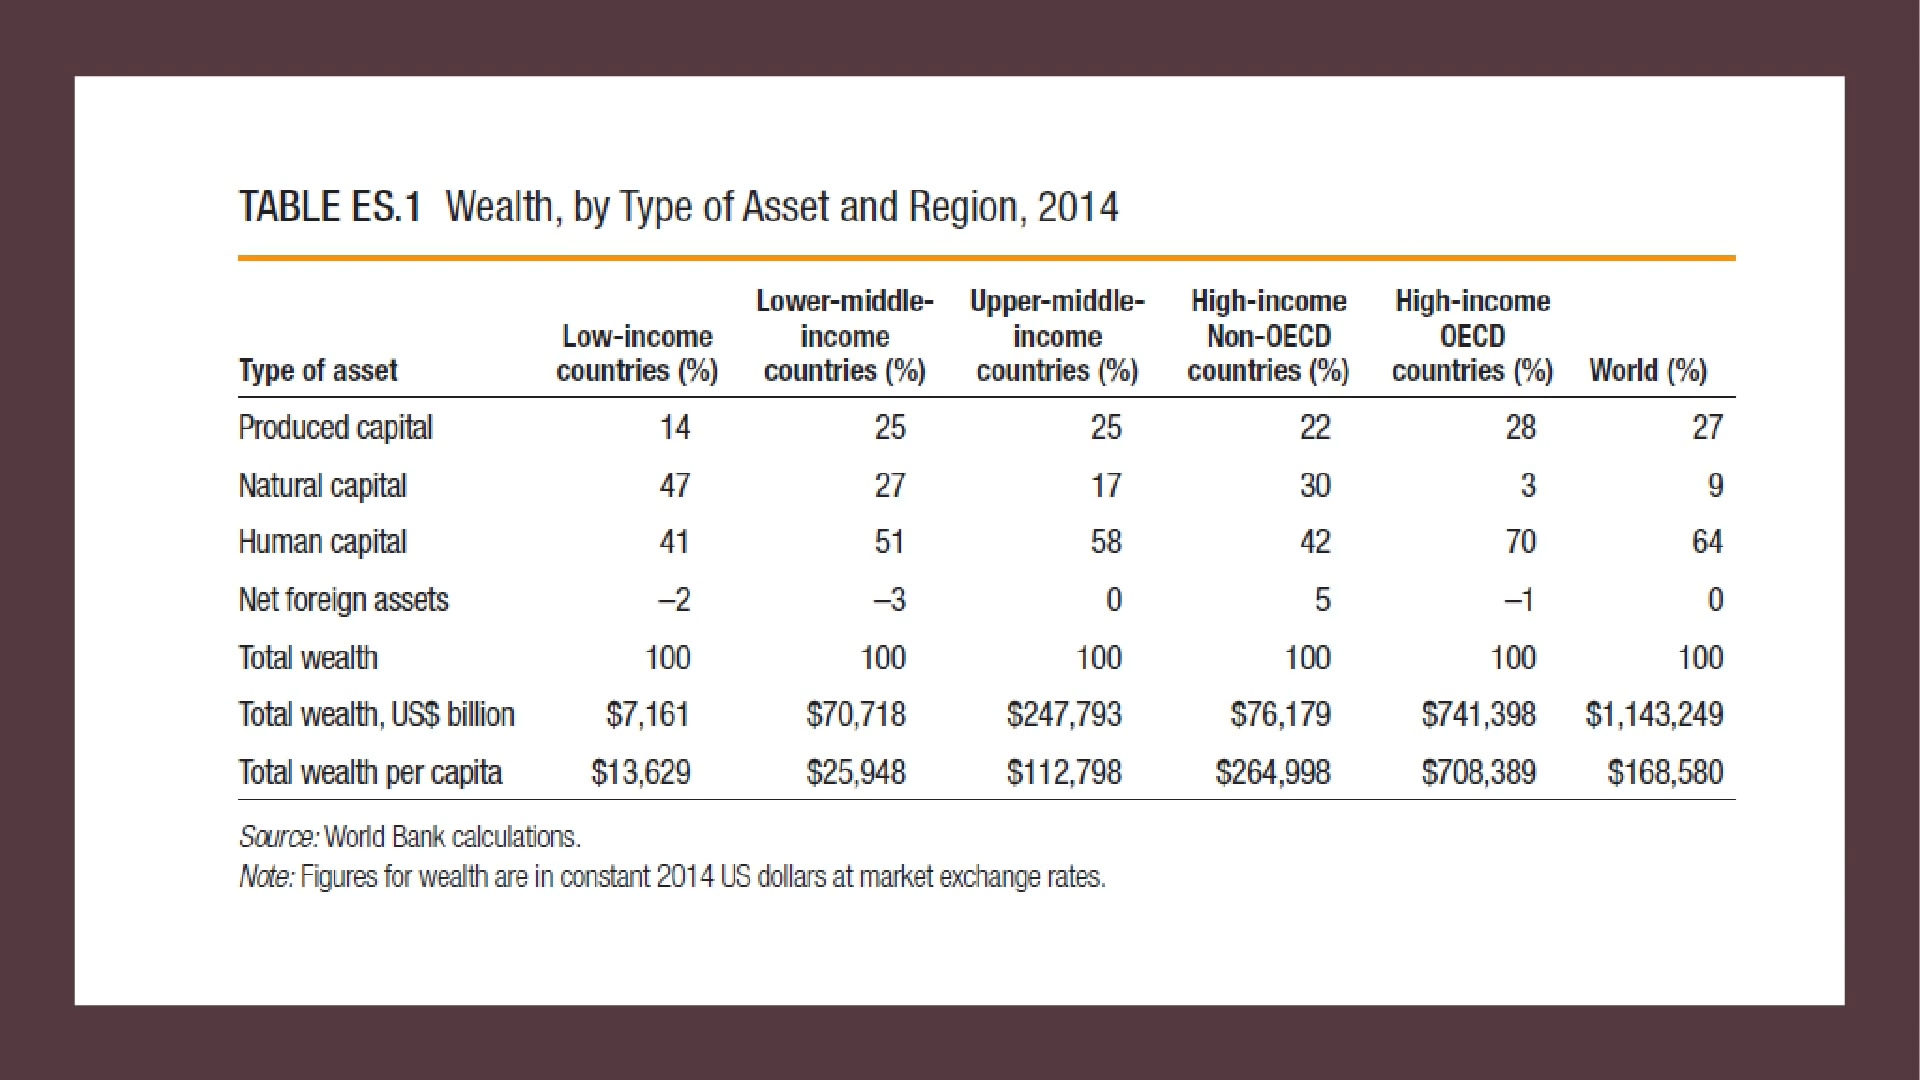 TABLE ES.1 Wealth, by Type of Asset and Region, 2014
Type of asset Low-income countries (%) Lower-middle-income countries (%) Upper-middle-income countries (%) High-income Non-OECD countries (%) High-income OECD countries (%) World (%)
Produced capital 14 25 25 22 28 27
Natural capital 47 27 17 30 3 9
Human capital 41 51 58 42 70 64
Net foreign assets –2 –3 0 5 –1 0
Total wealth 100 100 100 100 100 100
Total wealth, US$ billion $7,161 $70,718 $247,793 $76,179 $741,398 $1,143,249
Total wealth per capita $13,629 $25,948 $112,798 $264,998 $708,389 $168,580
Source: World Bank calculations.
Note: Figures for wealth are in constant 2014 US dollars at market exchange rates.